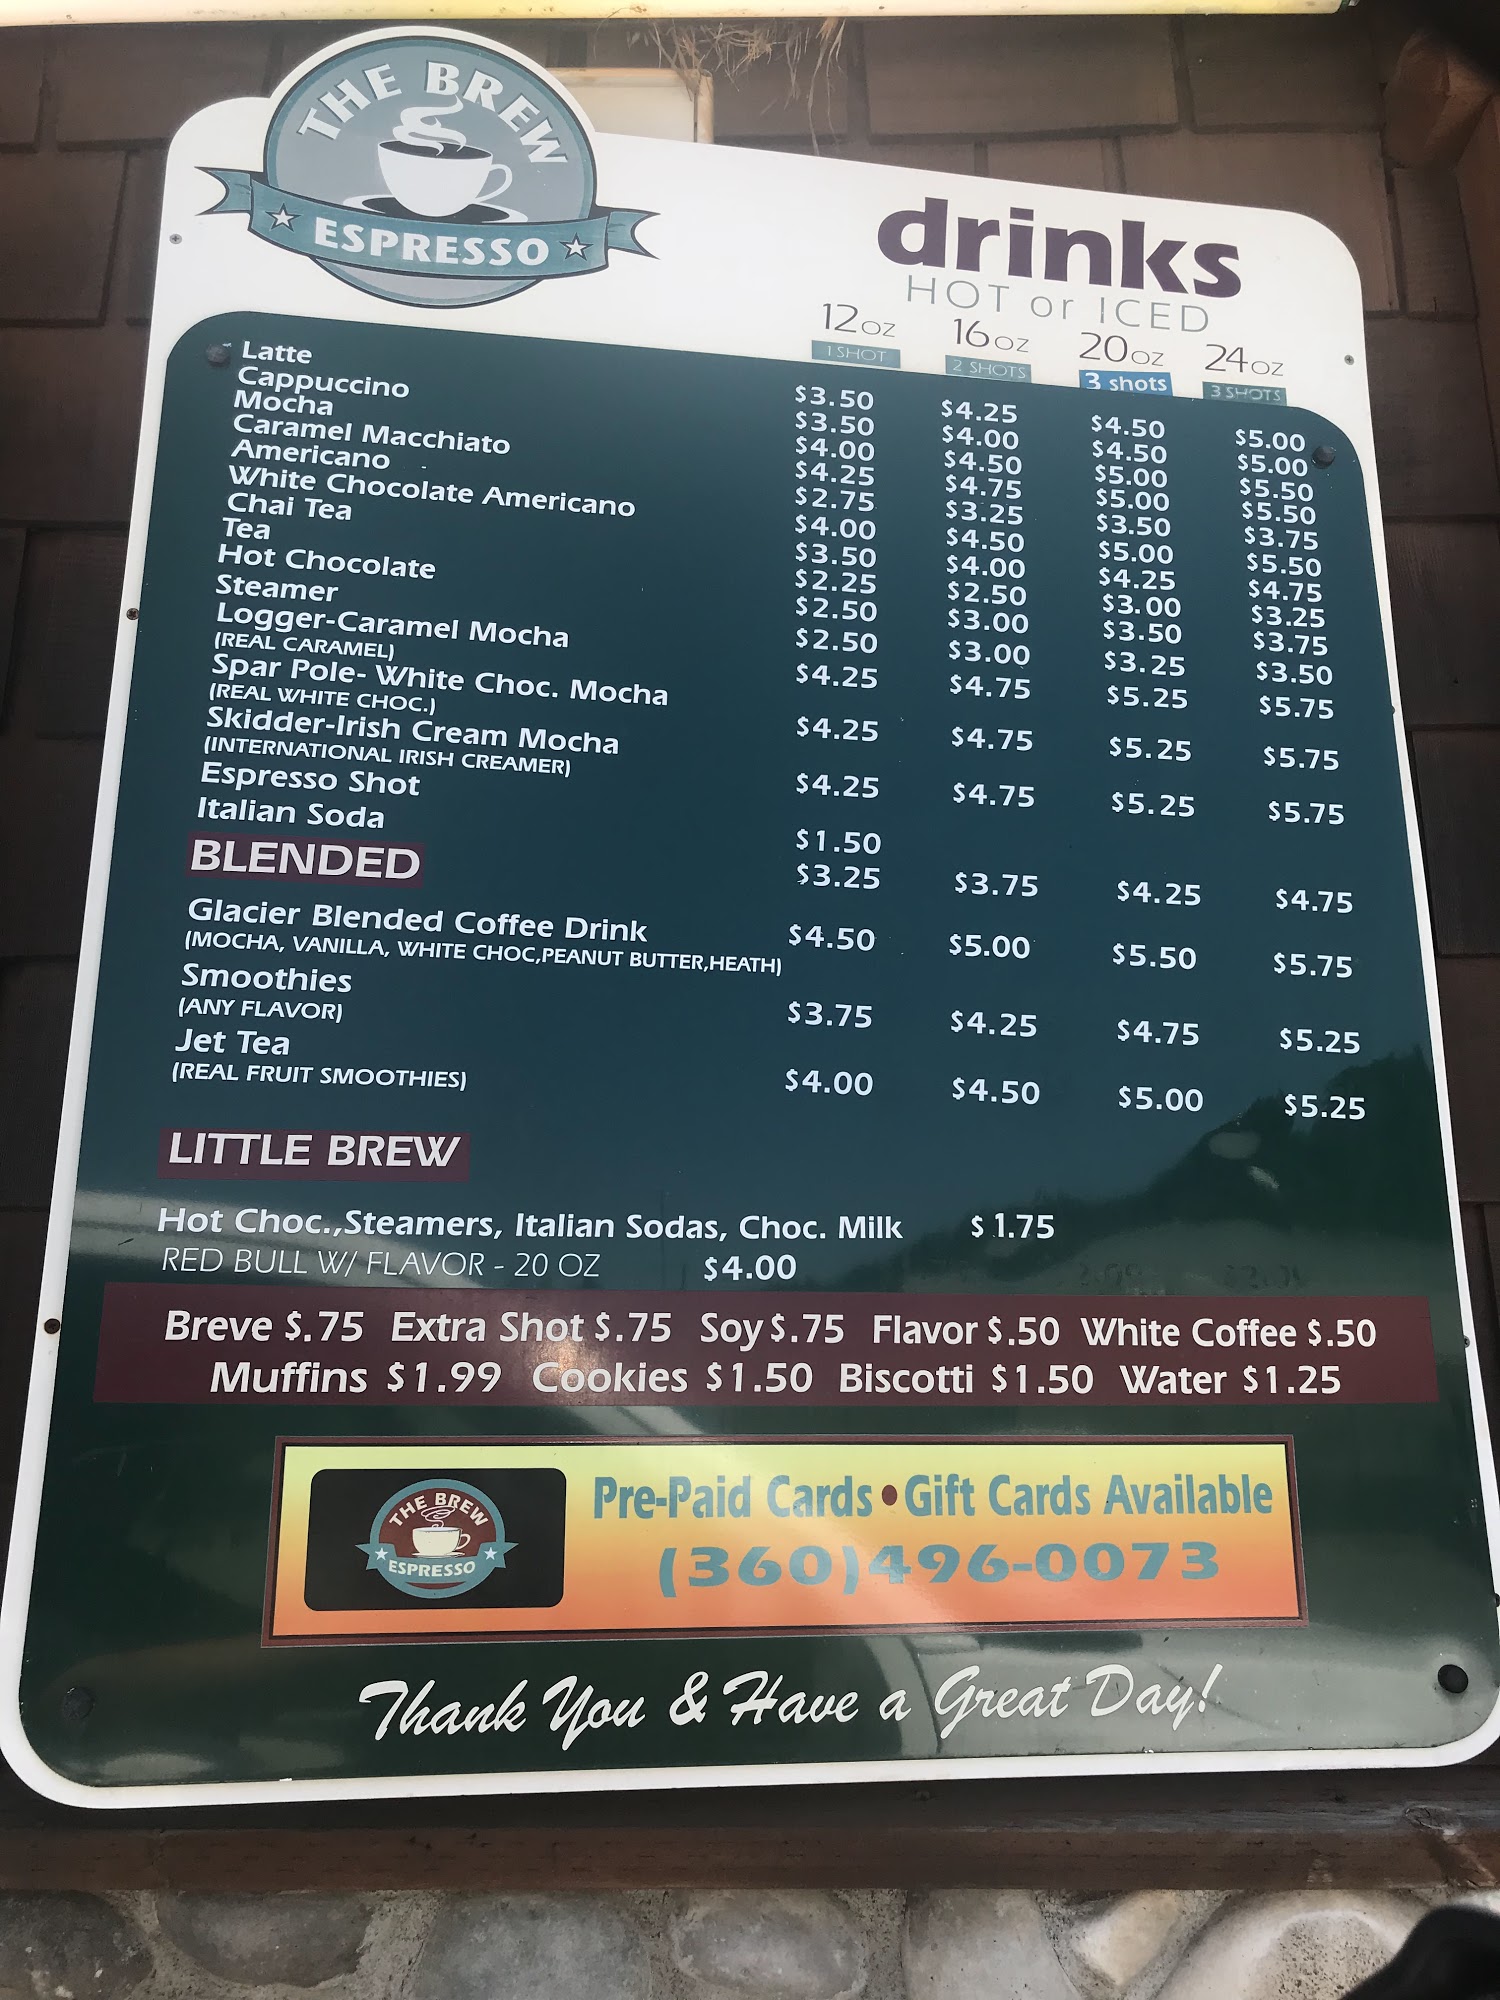 THE BREW
ESPRESSO
drinks
HOT or ICED
12oz 16oz 20oz 24oz
1 SHOT 2 SHOTS 3 shots 3 SHOTS
Latte $3.50 $4.25 $4.50 $5.00
Cappuccino $3.50 $4.00 $4.50 $5.00
Mocha $4.00 $4.50 $5.00 $5.50
Caramel Macchiato $4.25 $4.75 $5.00 $5.50
Americano $2.75 $3.25 $3.50 $3.75
White Chocolate Americano $4.00 $4.50 $5.00 $5.50
Chai Tea $3.50 $4.00 $4.25 $4.75
Tea $2.25 $2.50 $3.00 $3.25
Hot Chocolate $2.50 $3.00 $3.50 $3.75
Steamer $2.50 $3.00 $3.25 $3.50
Logger-Caramel Mocha $4.25 $4.75 $5.25 $5.75
(REAL CARAMEL)
Spar Pole- White Choc. Mocha $4.25 $4.75 $5.25 $5.75
(REAL WHITE CHOC.)
Skidder-Irish Cream Mocha $4.25 $4.75 $5.25 $5.75
(INTERNATIONAL IRISH CREAMER)
Espresso Shot $1.50
Italian Soda $3.25 $3.75 $4.25 $4.75
BLENDED
Glacier Blended Coffee Drink $4.50 $5.00 $5.50 $5.75
(MOCHA, VANILLA, WHITE CHOC,PEANUT BUTTER,HEATH)
Smoothies $3.75 $4.25 $4.75 $5.25
(ANY FLAVOR)
Jet Tea $4.00 $4.50 $5.00 $5.25
(REAL FRUIT SMOOTHIES)
LITTLE BREW
Hot Choc.,Steamers, Italian Sodas, Choc. Milk $1.75
RED BULL W/ FLAVOR - 20 OZ $4.00
Breve $.75 Extra Shot $.75 Soy $.75 Flavor $.50 White Coffee $.50
Muffins $1.99 Cookies $1.50 Biscotti $1.50 Water $1.25
THE BREW
ESPRESSO
Pre-Paid Cards • Gift Cards Available
(360)496-0073
Thank You & Have a Great Day!